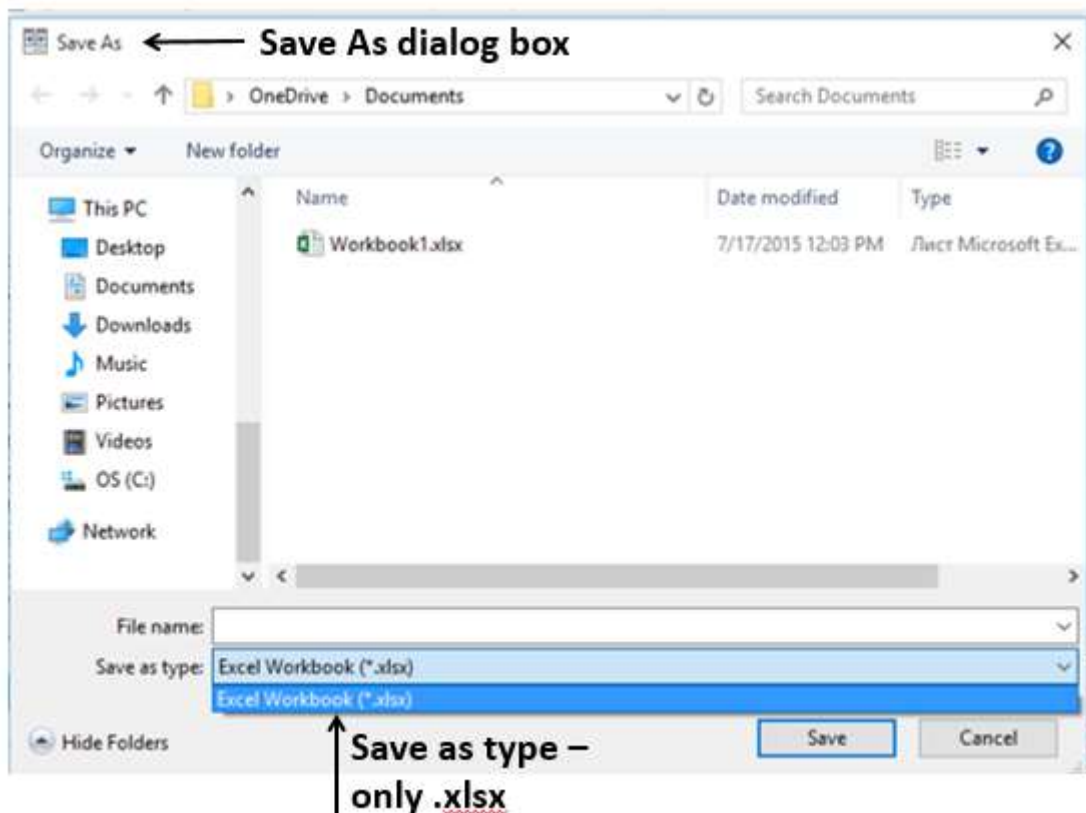 Save As
Save As dialog box
› OneDrive › Documents
Search Documents
Organize
New folder
Name
Date modified
Type
This PC
Workbook1.xlsx
7/17/2015 12:03 PM
Лист Microsoft Ex...
Desktop
Documents
Downloads
Music
Pictures
Videos
OS (C:)
Network
File name:
Save as type: Excel Workbook (*.xlsx)
Excel Workbook (*.xlsx)
Hide Folders
Save
Cancel
Save as type –
only .xlsx